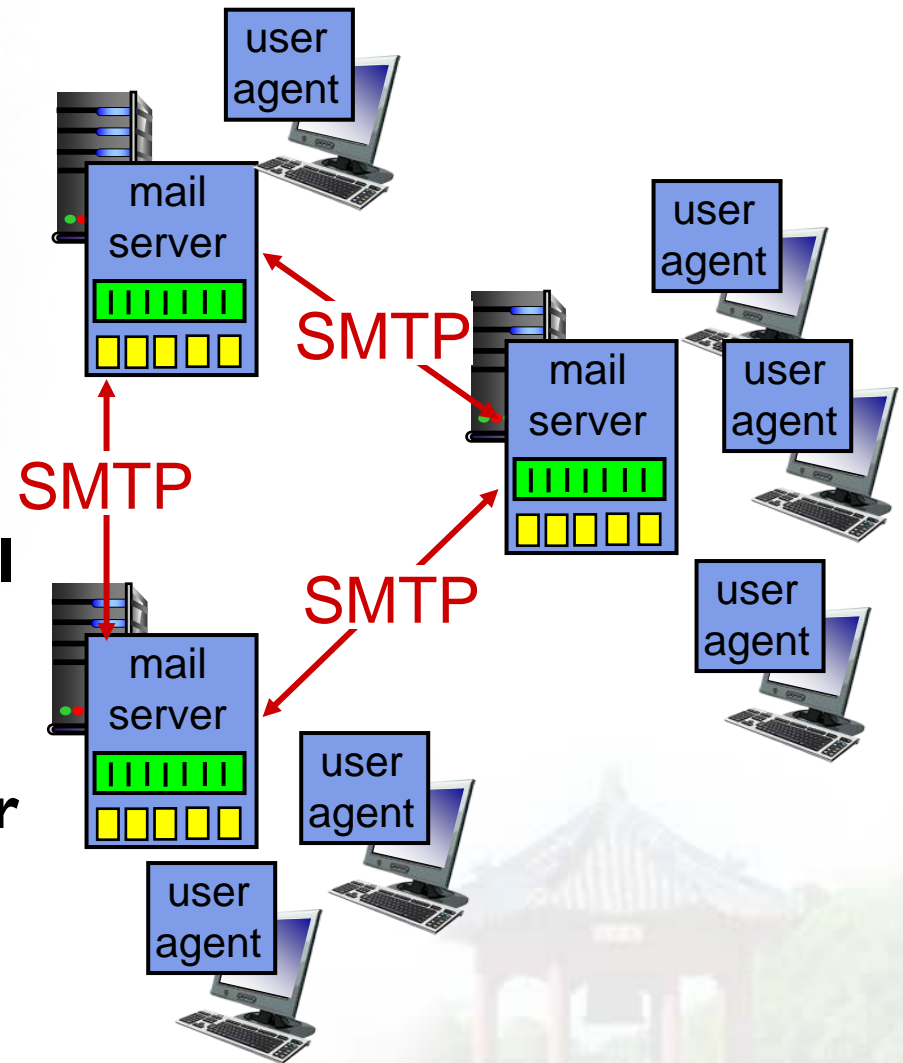 user
agent
mail
server
user
agent
SMTP
mail
server
user
agent
SMTP
l
SMTP
user
agent
mail
server
user
agent
r
user
agent